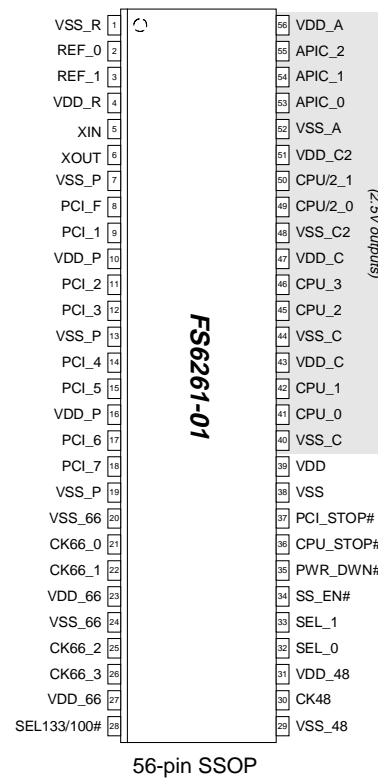 VSS_R 1 56 VDD_A
REF_0 2 55 APIC_2
REF_1 3 54 APIC_1
VDD_R 4 53 APIC_0
XIN 5 52 VSS_A
XOUT 6 51 VDD_C2
VSS_P 7 50 CPU/2_1
PCI_F 8 49 CPU/2_0
PCI_1 9 48 VSS_C2
VDD_P 10 47 VDD_C
PCI_2 11 46 CPU_3
PCI_3 12 45 CPU_2
VSS_P 13 44 VSS_C
PCI_4 14 43 VDD_C
PCI_5 15 42 CPU_1
VDD_P 16 41 CPU_0
PCI_6 17 40 VSS_C
PCI_7 18 39 VDD
VSS_P 19 38 VSS
VSS_66 20 37 PCI_STOP#
CK66_0 21 36 CPU_STOP#
CK66_1 22 35 PWR_DWN#
VDD_66 23 34 SS_EN#
VSS_66 24 33 SEL_1
CK66_2 25 32 SEL_0
CK66_3 26 31 VDD_48
VDD_66 27 30 CK48
SEL133/100# 28 29 VSS_48
FS6261-01
(2.5v outputs)
56-pin SSOP